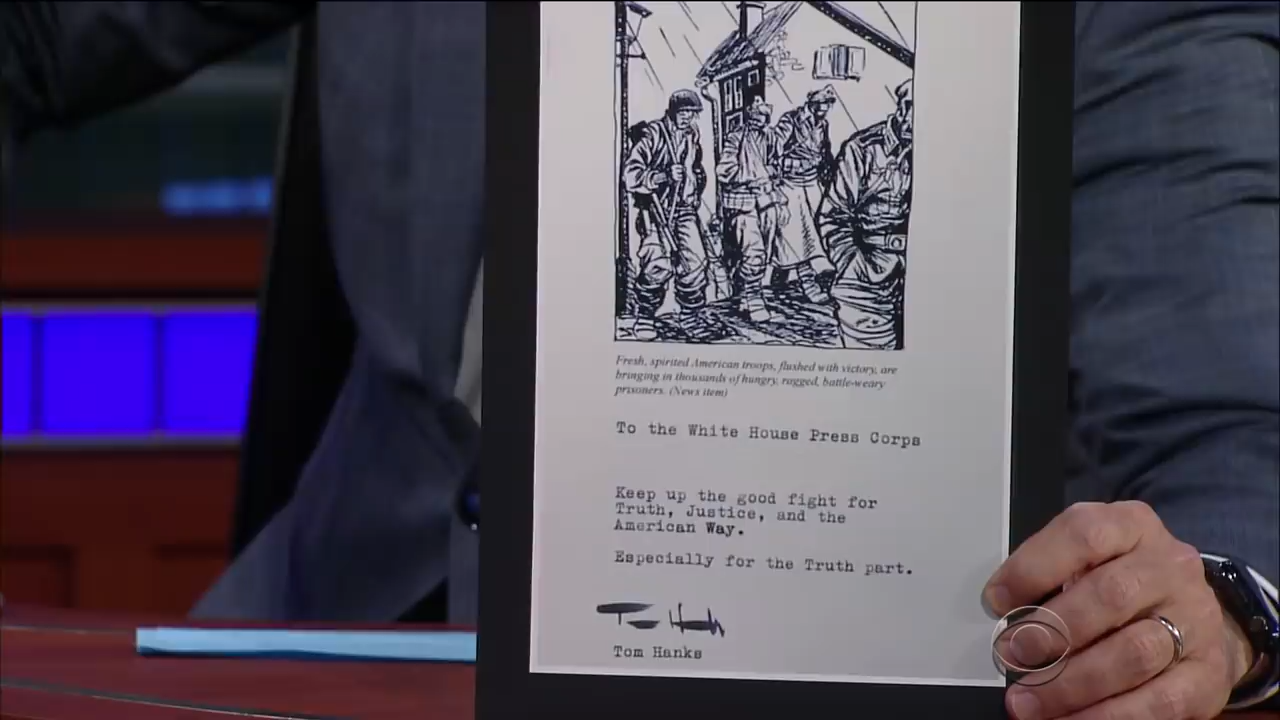 Fresh, spirited American troops, flushed with victory, are
bringing in thousands of hungry, ragged, battle-weary
prisoners. (News item)
To the White House Press Corps
Keep up the good fight for
Truth, Justice, and the
American Way.
Especially for the Truth part.
Tom Hanks
Tom Hanks